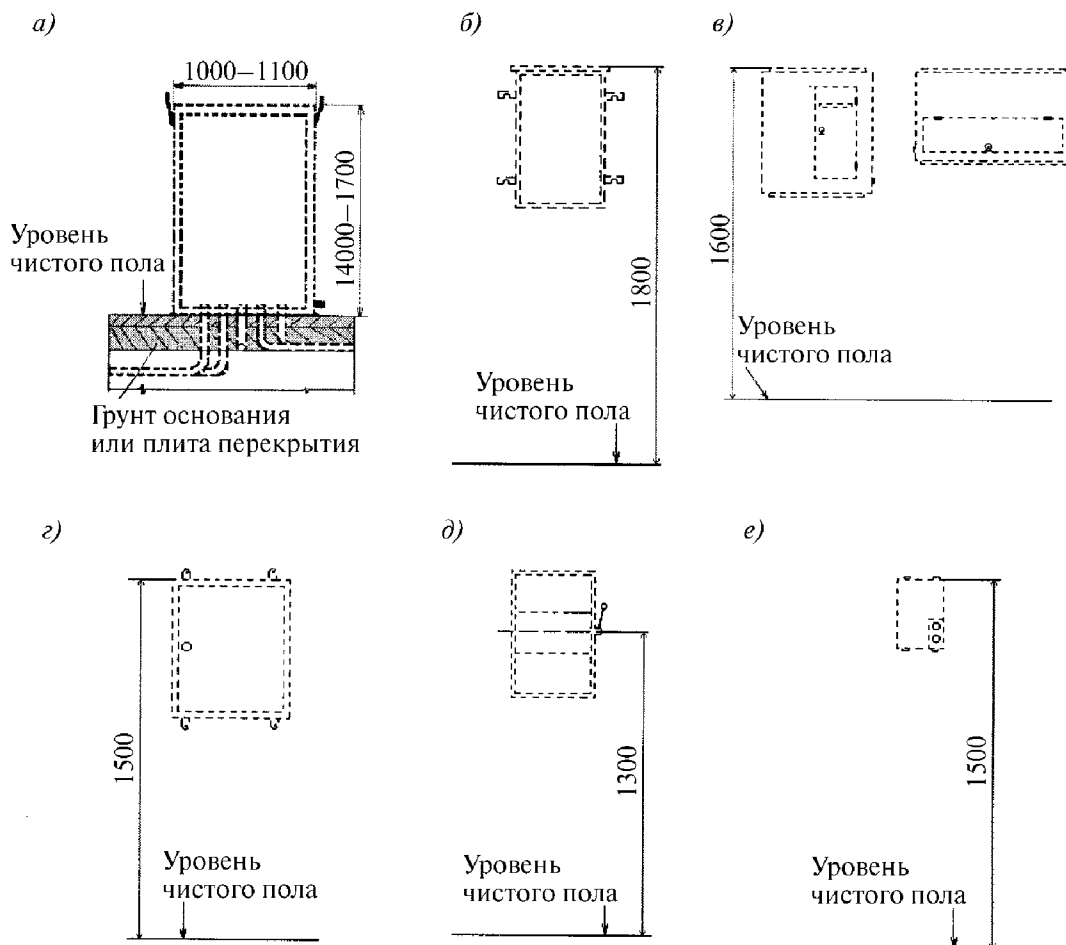 а)
1000–1100
14000–1700
Уровень
чистого пола
Грунт основания
или плита перекрытия
б)
1800
Уровень
чистого пола
в)
1600
Уровень
чистого пола
г)
1500
Уровень
чистого пола
д)
1300
Уровень
чистого пола
е)
1500
Уровень
чистого пола